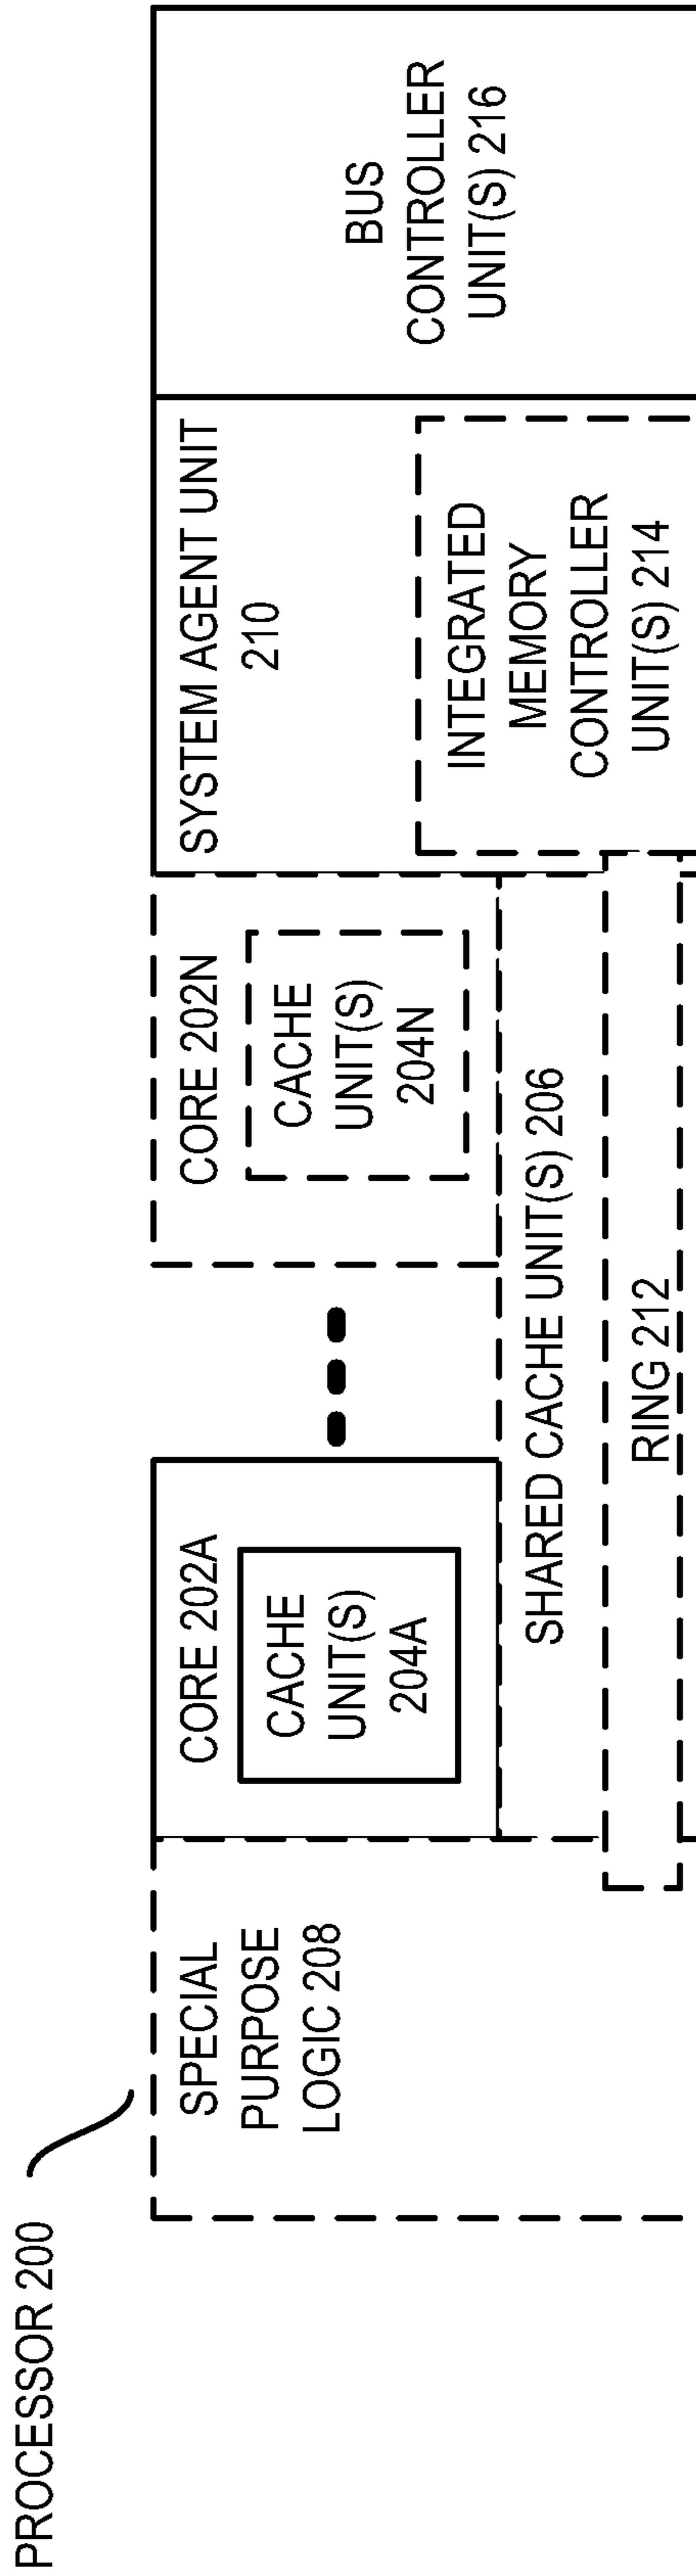 PROCESSOR 200
SPECIAL
PURPOSE
LOGIC 208
CORE 202A
CACHE
UNIT(S)
204A
CORE 202N
CACHE
UNIT(S)
204N
SHARED CACHE UNIT(S) 206
RING 212
SYSTEM AGENT UNIT
210
INTEGRATED
MEMORY
CONTROLLER
UNIT(S) 214
BUS
CONTROLLER
UNIT(S) 216